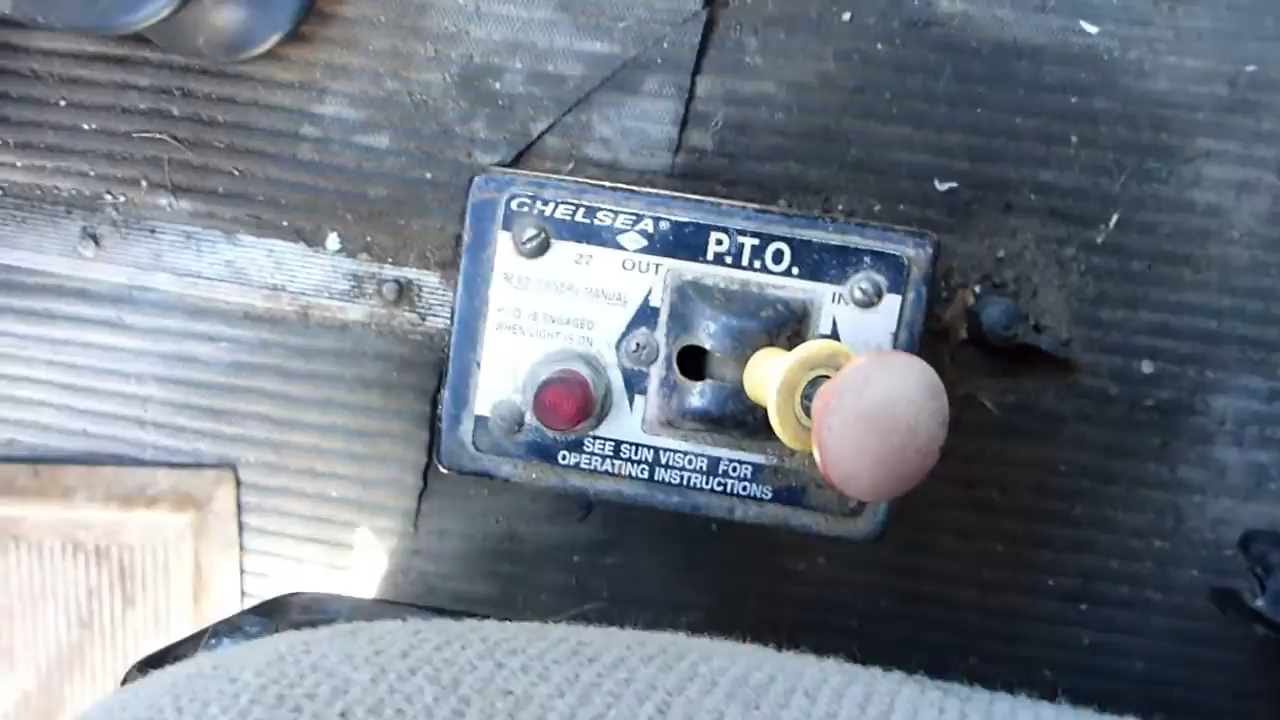 CHELSEA®
P.T.O.
27 OUT
IN
READ OWNERS MANUAL
P.T.O. IS ENGAGED
WHEN LIGHT IS ON
SEE SUN VISOR FOR
OPERATING INSTRUCTIONS